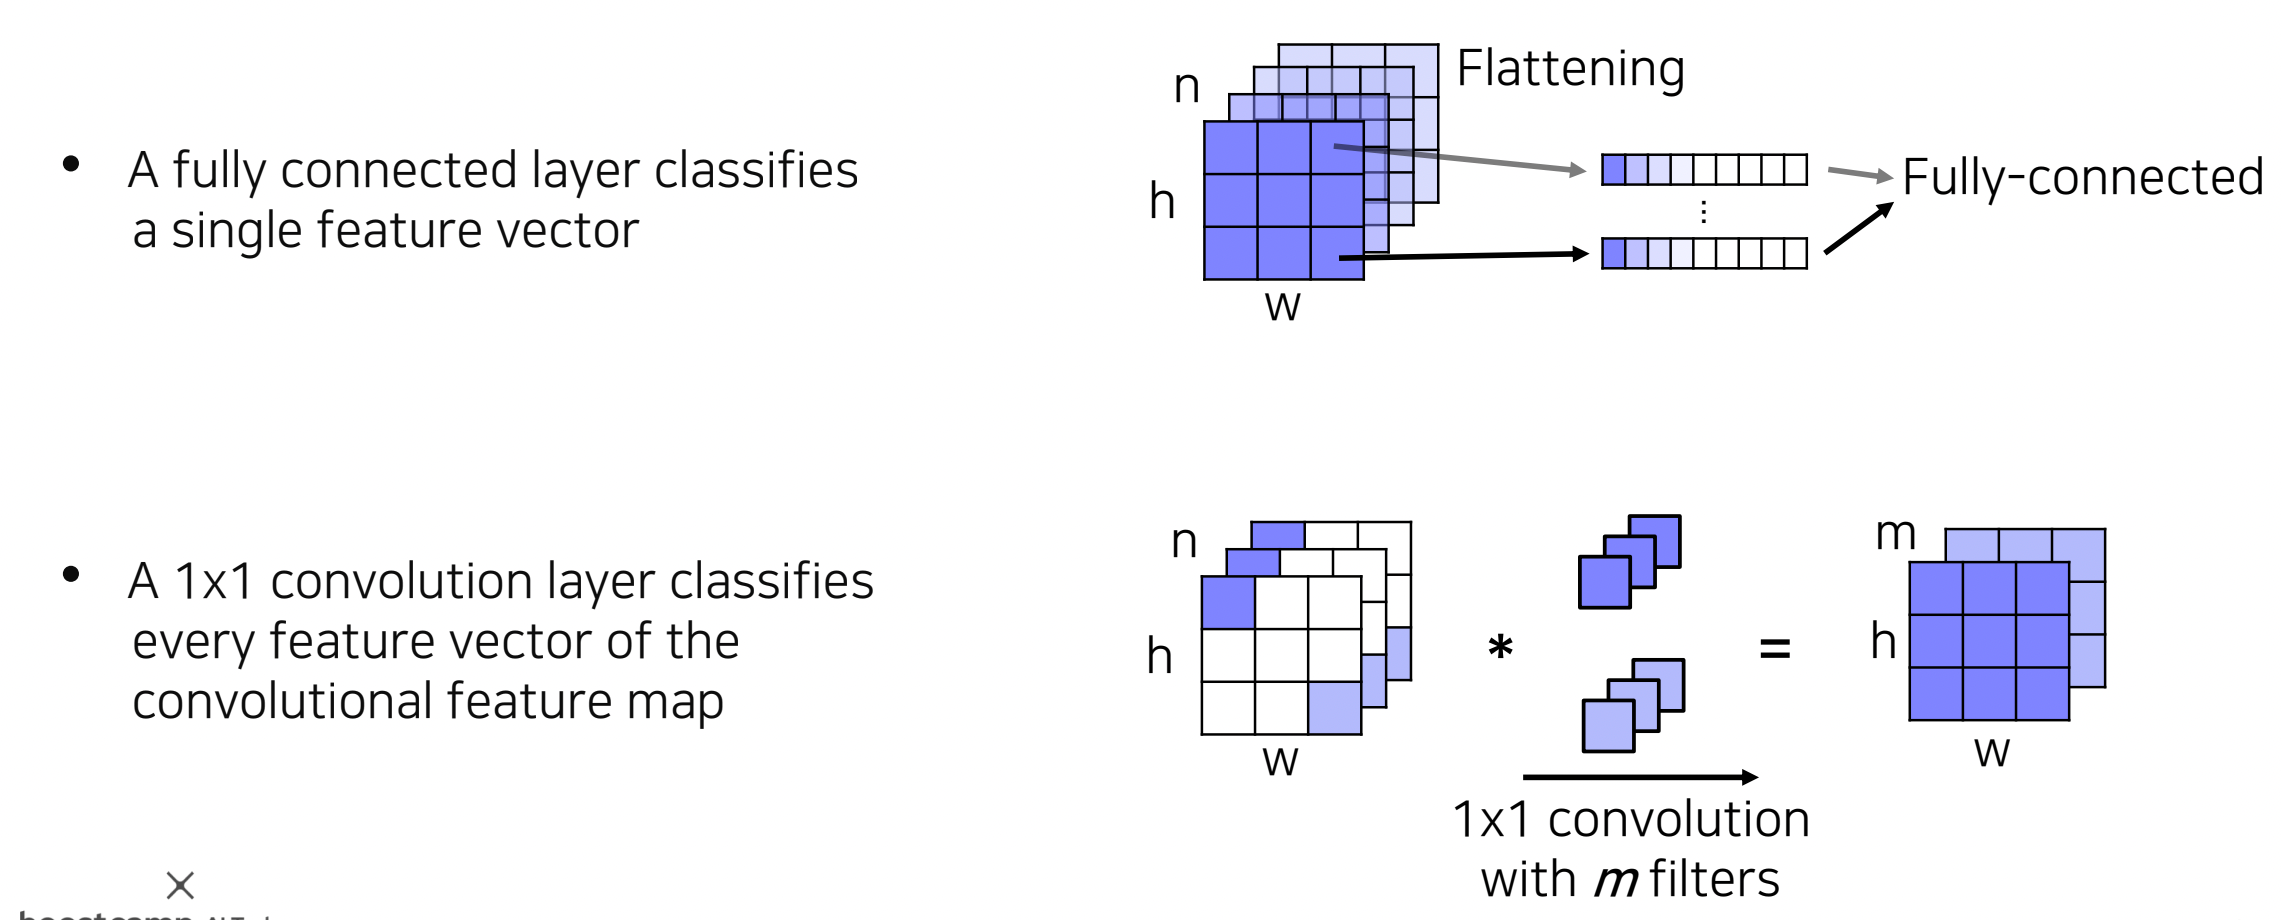 n
Flattening
• A fully connected layer classifies
a single feature vector
h
⋮
Fully-connected
w
n
m
• A 1x1 convolution layer classifies
every feature vector of the
convolutional feature map
h
*
=
h
w
w
1x1 convolution
with m filters